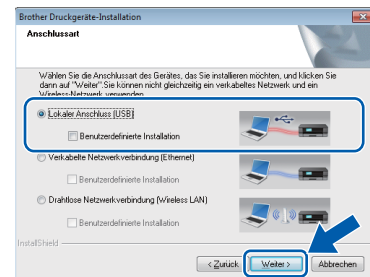 Brother Druckgeräte-Installation
Anschlussart
Wählen Sie die Anschlussart des Gerätes, das Sie installieren möchten, und klicken Sie
dann auf "Weiter".Sie können nicht gleichzeitig ein verkabeltes Netzwerk und ein
Wireless-Netzwerk verwenden.
Lokaler Anschluss (USB)
Benutzerdefinierte Installation
Verkabelte Netzwerkverbindung (Ethernet)
Benutzerdefinierte Installation
Drahtlose Netzwerkverbindung (Wireless LAN)
Benutzerdefinierte Installation
InstallShield
< Zurück Weiter > Abbrechen